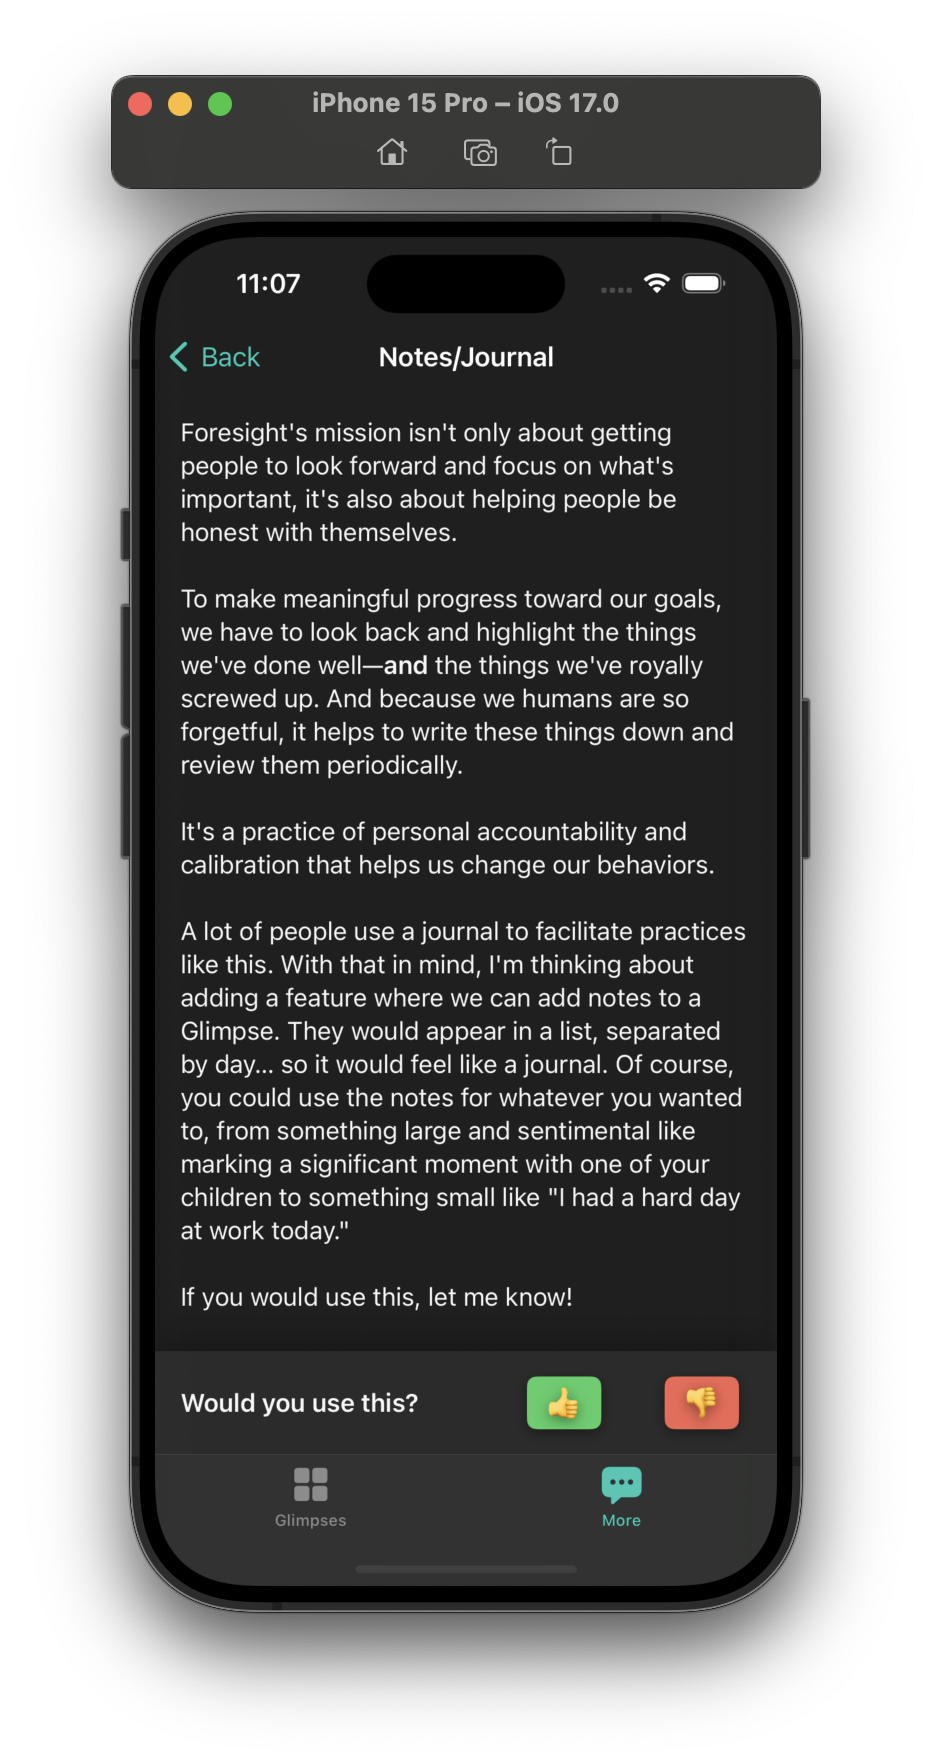 iPhone 15 Pro – iOS 17.0
11:07
Back
Notes/Journal
Foresight's mission isn't only about getting
people to look forward and focus on what's
important, it's also about helping people be
honest with themselves.
To make meaningful progress toward our goals,
we have to look back and highlight the things
we've done well—and the things we've royally
screwed up. And because we humans are so
forgetful, it helps to write these things down and
review them periodically.
It's a practice of personal accountability and
calibration that helps us change our behaviors.
A lot of people use a journal to facilitate practices
like this. With that in mind, I'm thinking about
adding a feature where we can add notes to a
Glimpse. They would appear in a list, separated
by day... so it would feel like a journal. Of course,
you could use the notes for whatever you wanted
to, from something large and sentimental like
marking a significant moment with one of your
children to something small like "I had a hard day
at work today."
If you would use this, let me know!
Would you use this?
Glimpses
More